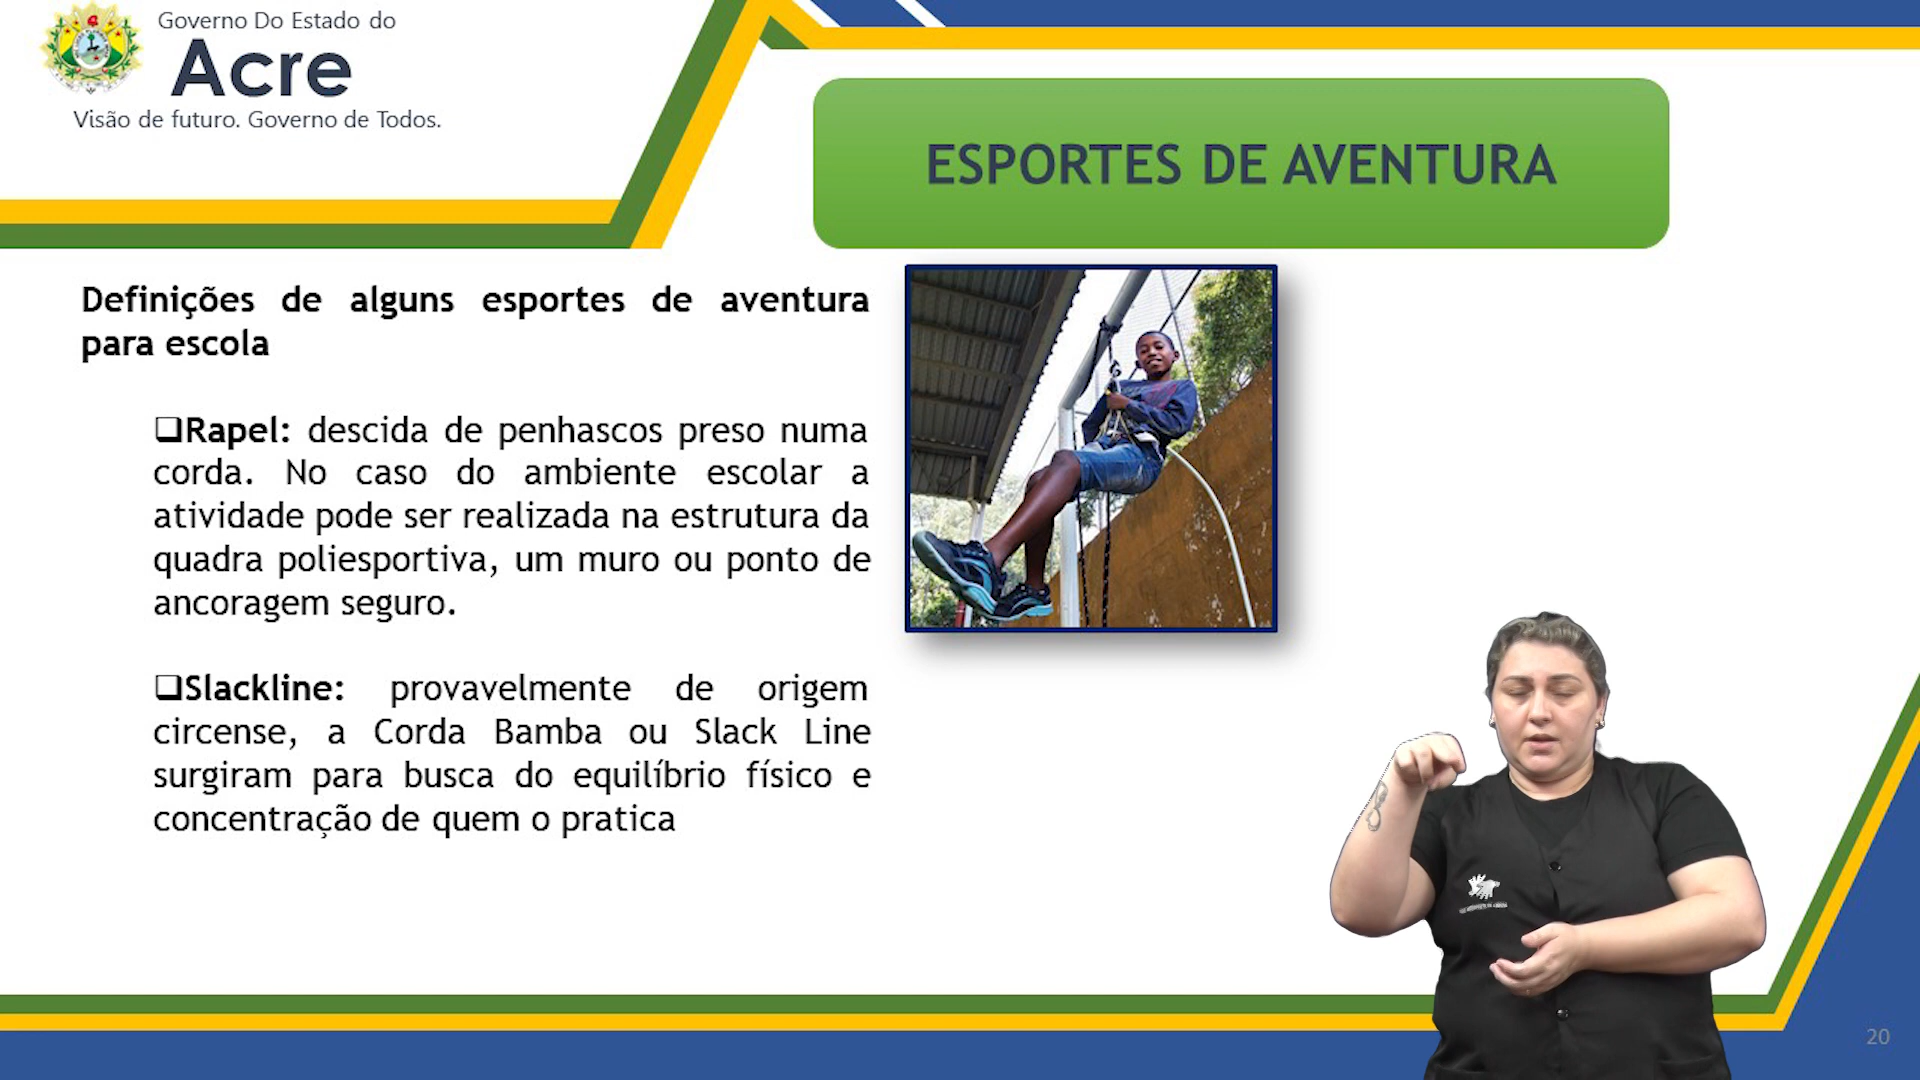 Governo Do Estado do
Acre
Visão de futuro. Governo de Todos.
ESPORTES DE AVENTURA
Definições de alguns esportes de aventura
para escola
❑Rapel: descida de penhascos preso numa
corda. No caso do ambiente escolar a
atividade pode ser realizada na estrutura da
quadra poliesportiva, um muro ou ponto de
ancoragem seguro.
❑Slackline: provavelmente de origem
circense, a Corda Bamba ou Slack Line
surgiram para busca do equilíbrio físico e
concentração de quem o pratica
20